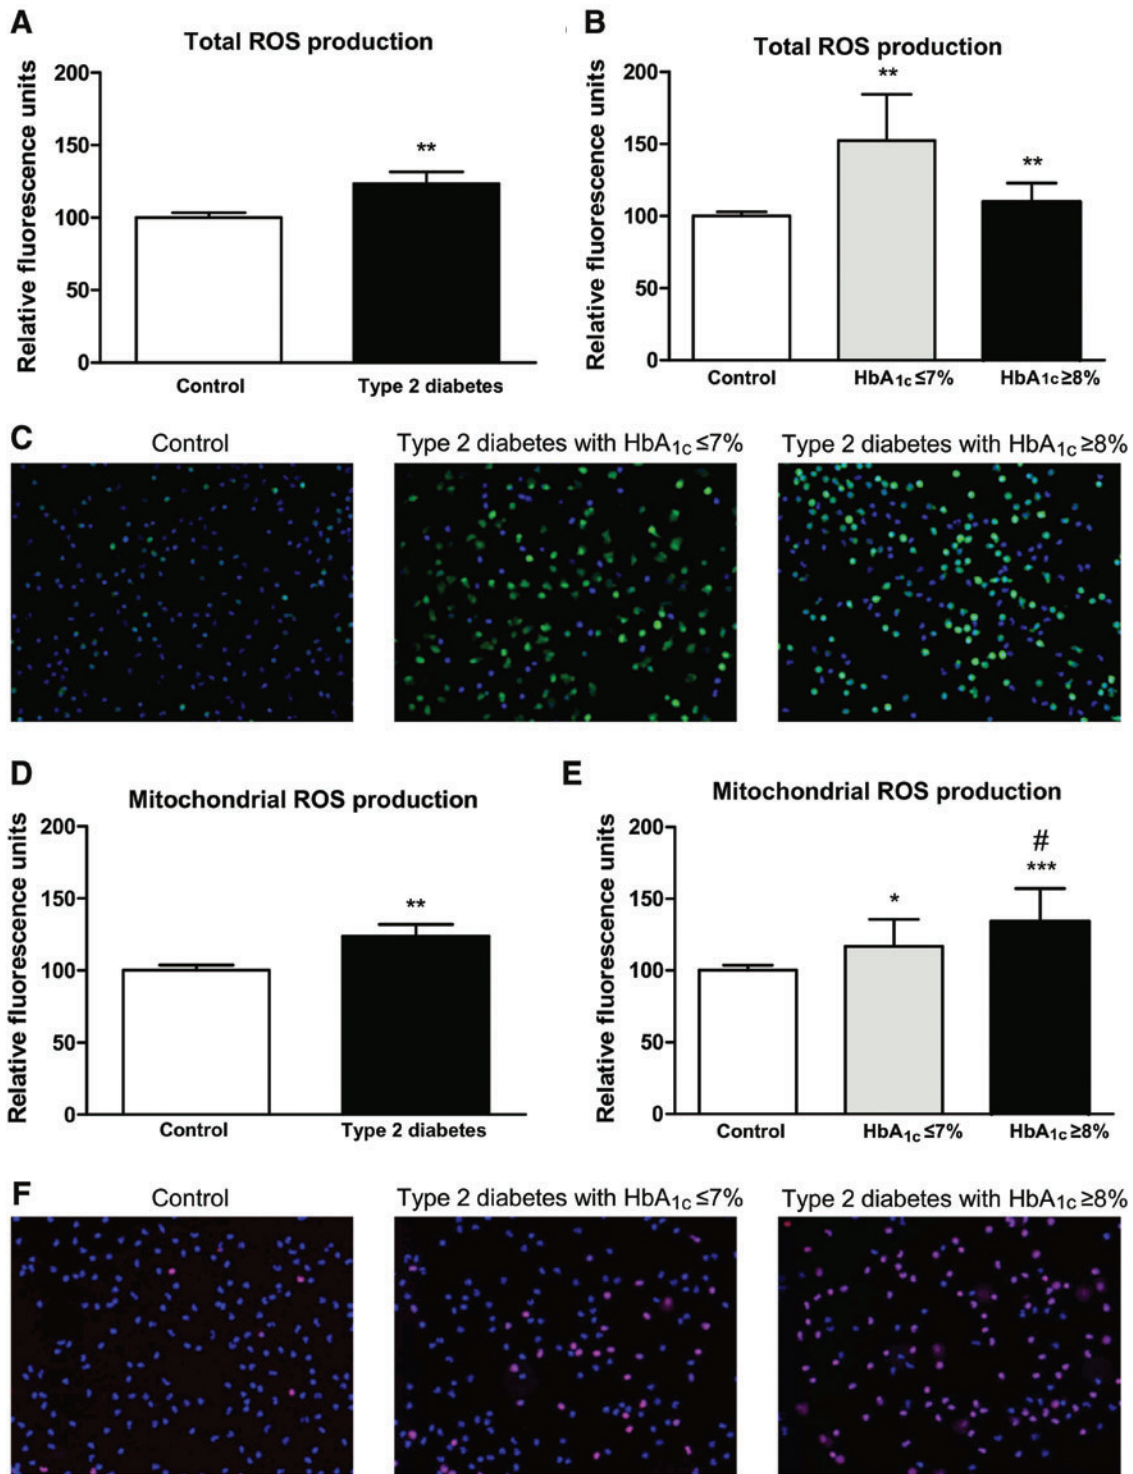 A
Total ROS production
Relative fluorescence units
200
150
100
50
0
**
Control
Type 2 diabetes
B
Total ROS production
Relative fluorescence units
200
150
100
50
0
**
**
Control
HbA1c ≤7%
HbA1c ≥8%
C
Control
Type 2 diabetes with HbA1c ≤7%
Type 2 diabetes with HbA1c ≥8%
D
Mitochondrial ROS production
Relative fluorescence units
200
150
100
50
0
**
Control
Type 2 diabetes
E
Mitochondrial ROS production
Relative fluorescence units
200
150
100
50
0
*
#
***
Control
HbA1c ≤7%
HbA1c ≥8%
F
Control
Type 2 diabetes with HbA1c ≤7%
Type 2 diabetes with HbA1c ≥8%